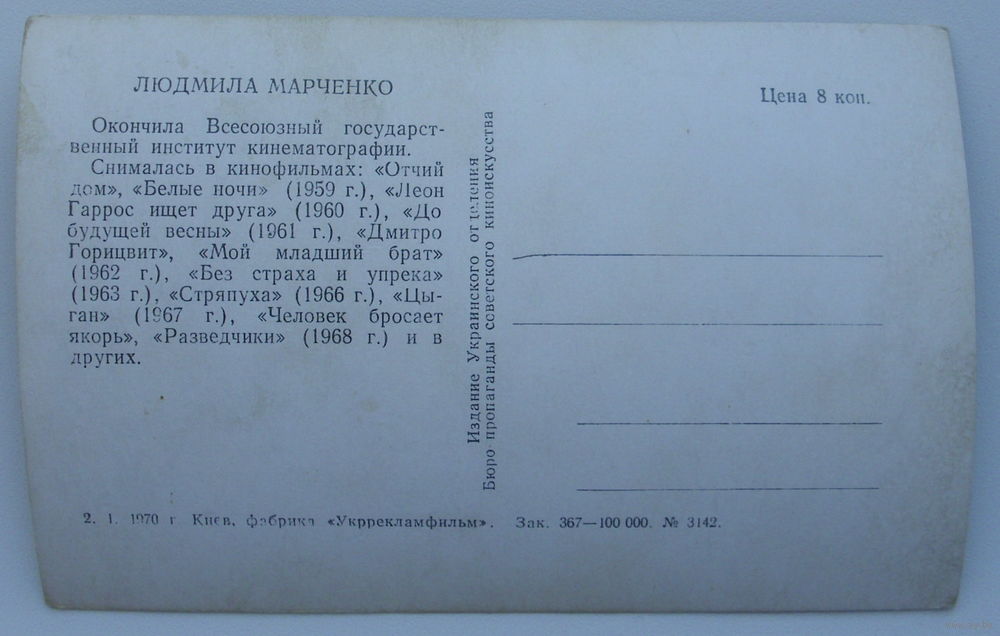 ЛЮДМИЛА МАРЧЕНКО
Окончила Всесоюзный государст-
венный институт кинематографии.
Снималась в кинофильмах: «Отчий
дом», «Белые ночи» (1959 г.), «Леон
Гаррос ищет друга» (1960 г.), «До
будущей весны» (1961 г.), «Дмитро
Горицвит», «Мой младший брат»
(1962 г.), «Без страха и упрека»
(1963 г.), «Стряпуха» (1966 г.), «Цы-
ган» (1967 г.), «Человек бросает
якорь», «Разведчики» (1968 г.) и в
других.
Издание Украинского отделения
Бюро пропаганды советского киноискусства
Цена 8 коп.
2. 1. 1970 г. Киев, фабрика «Укррекламфильм». Зак. 367—100 000. № 3142.